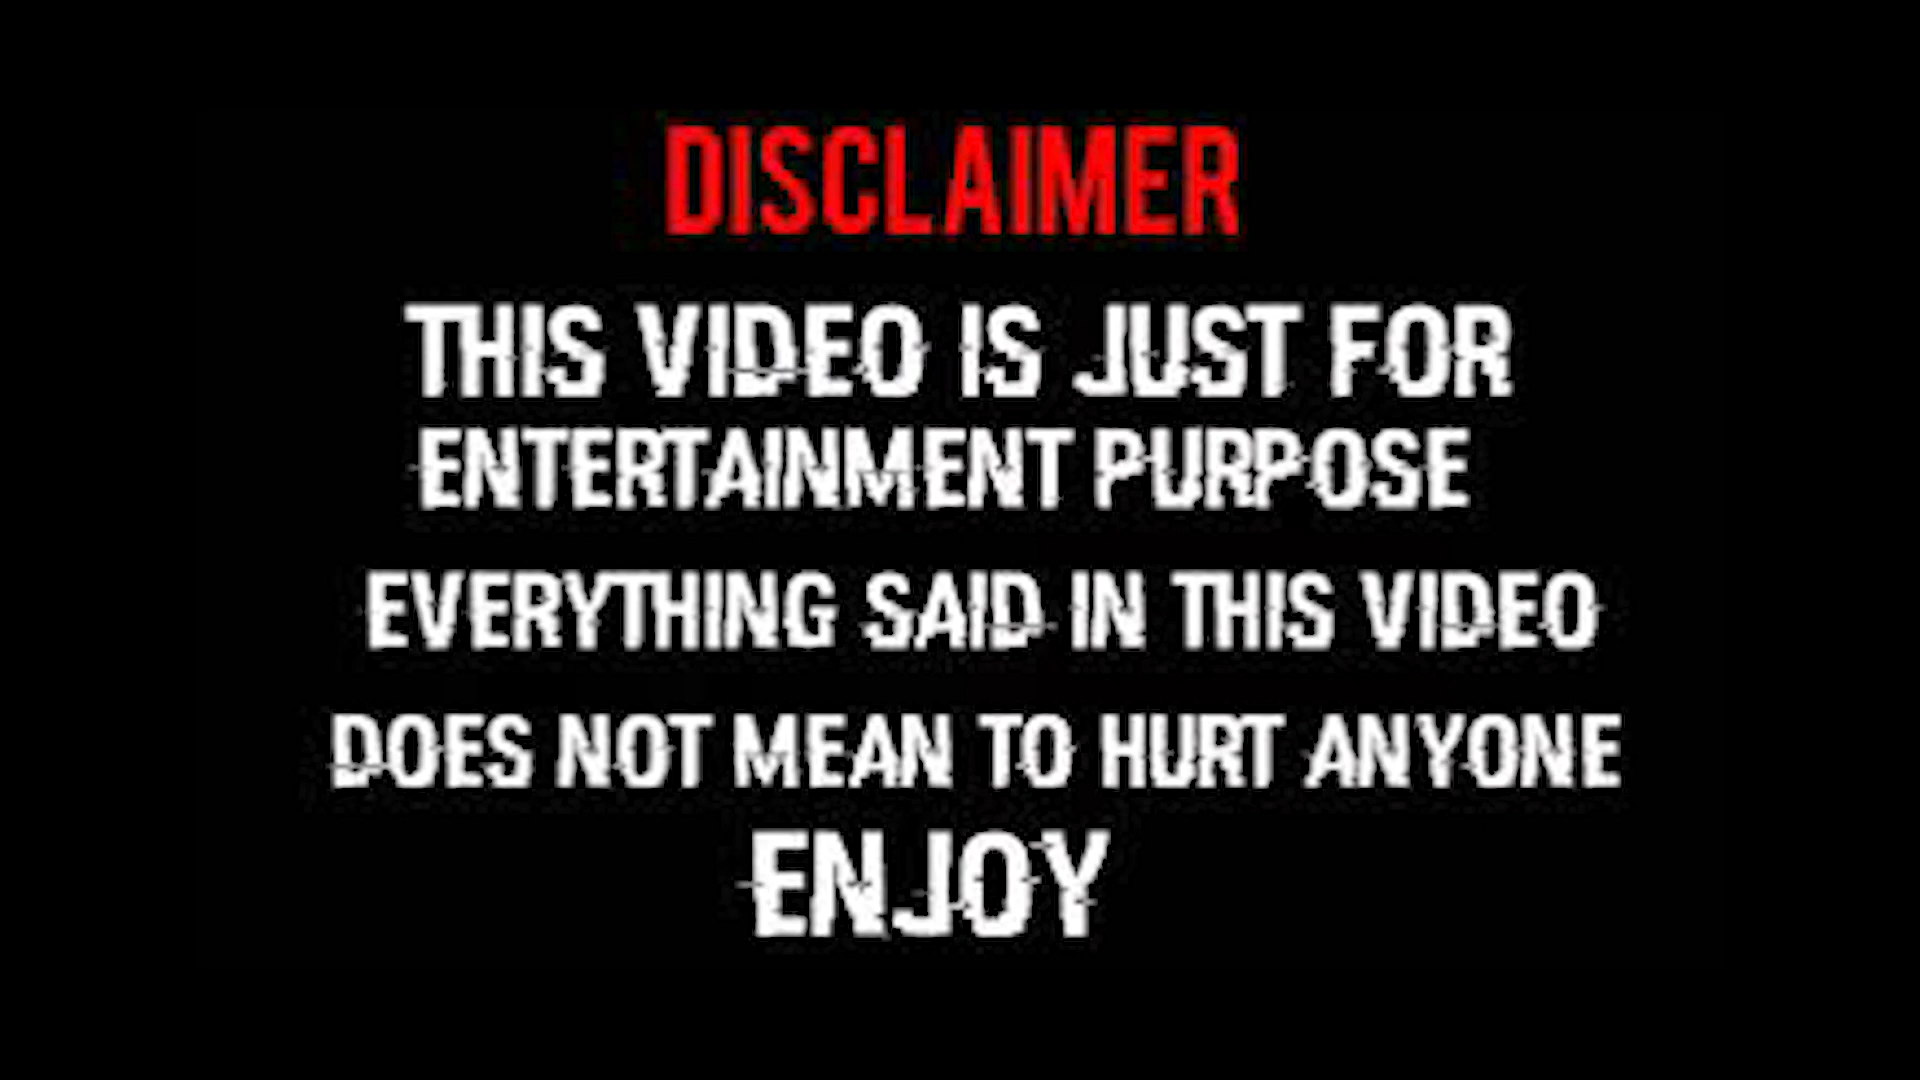 DISCLAIMER
THIS VIDEO IS JUST FOR
ENTERTAINMENT PURPOSE
EVERYTHING SAID IN THIS VIDEO
DOES NOT MEAN TO HURT ANYONE
ENJOY